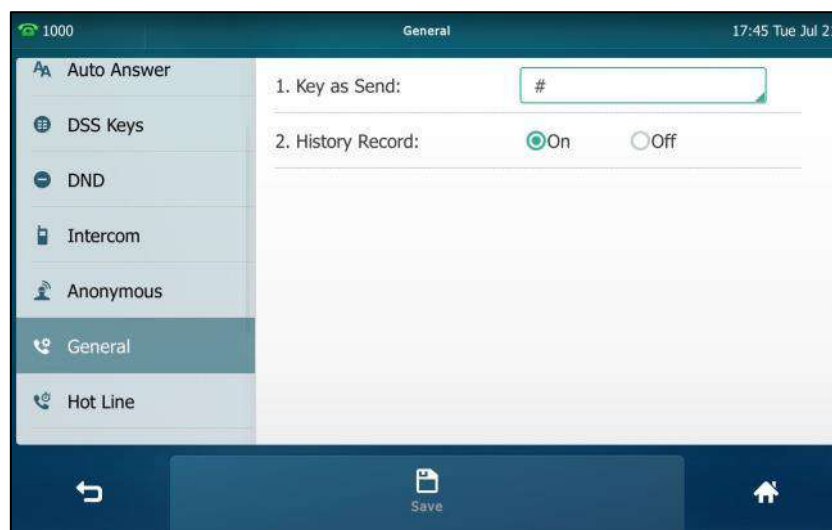 1000 General 17:45 Tue Jul 2
Auto Answer
DSS Keys
DND
Intercom
Anonymous
General
Hot Line
1. Key as Send: #
2. History Record: On Off
Save